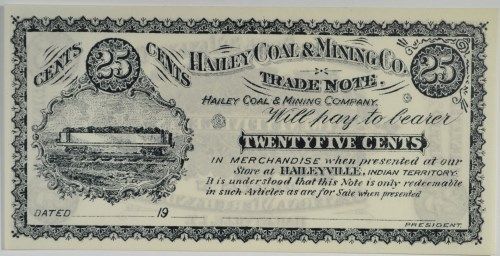 CENTS 25 CENTS
HAILEY COAL & MINING CO. 25
TRADE NOTE.
HAILEY COAL & MINING COMPANY.
Will pay to bearer
TWENTYFIVE CENTS
IN MERCHANDISE when presented at our
Store at HAILEYVILLE, INDIAN TERRITORY.
It is understood that this Note is only redeemable
in such Articles as are for Sale when presented
DATED 19
PRESIDENT.